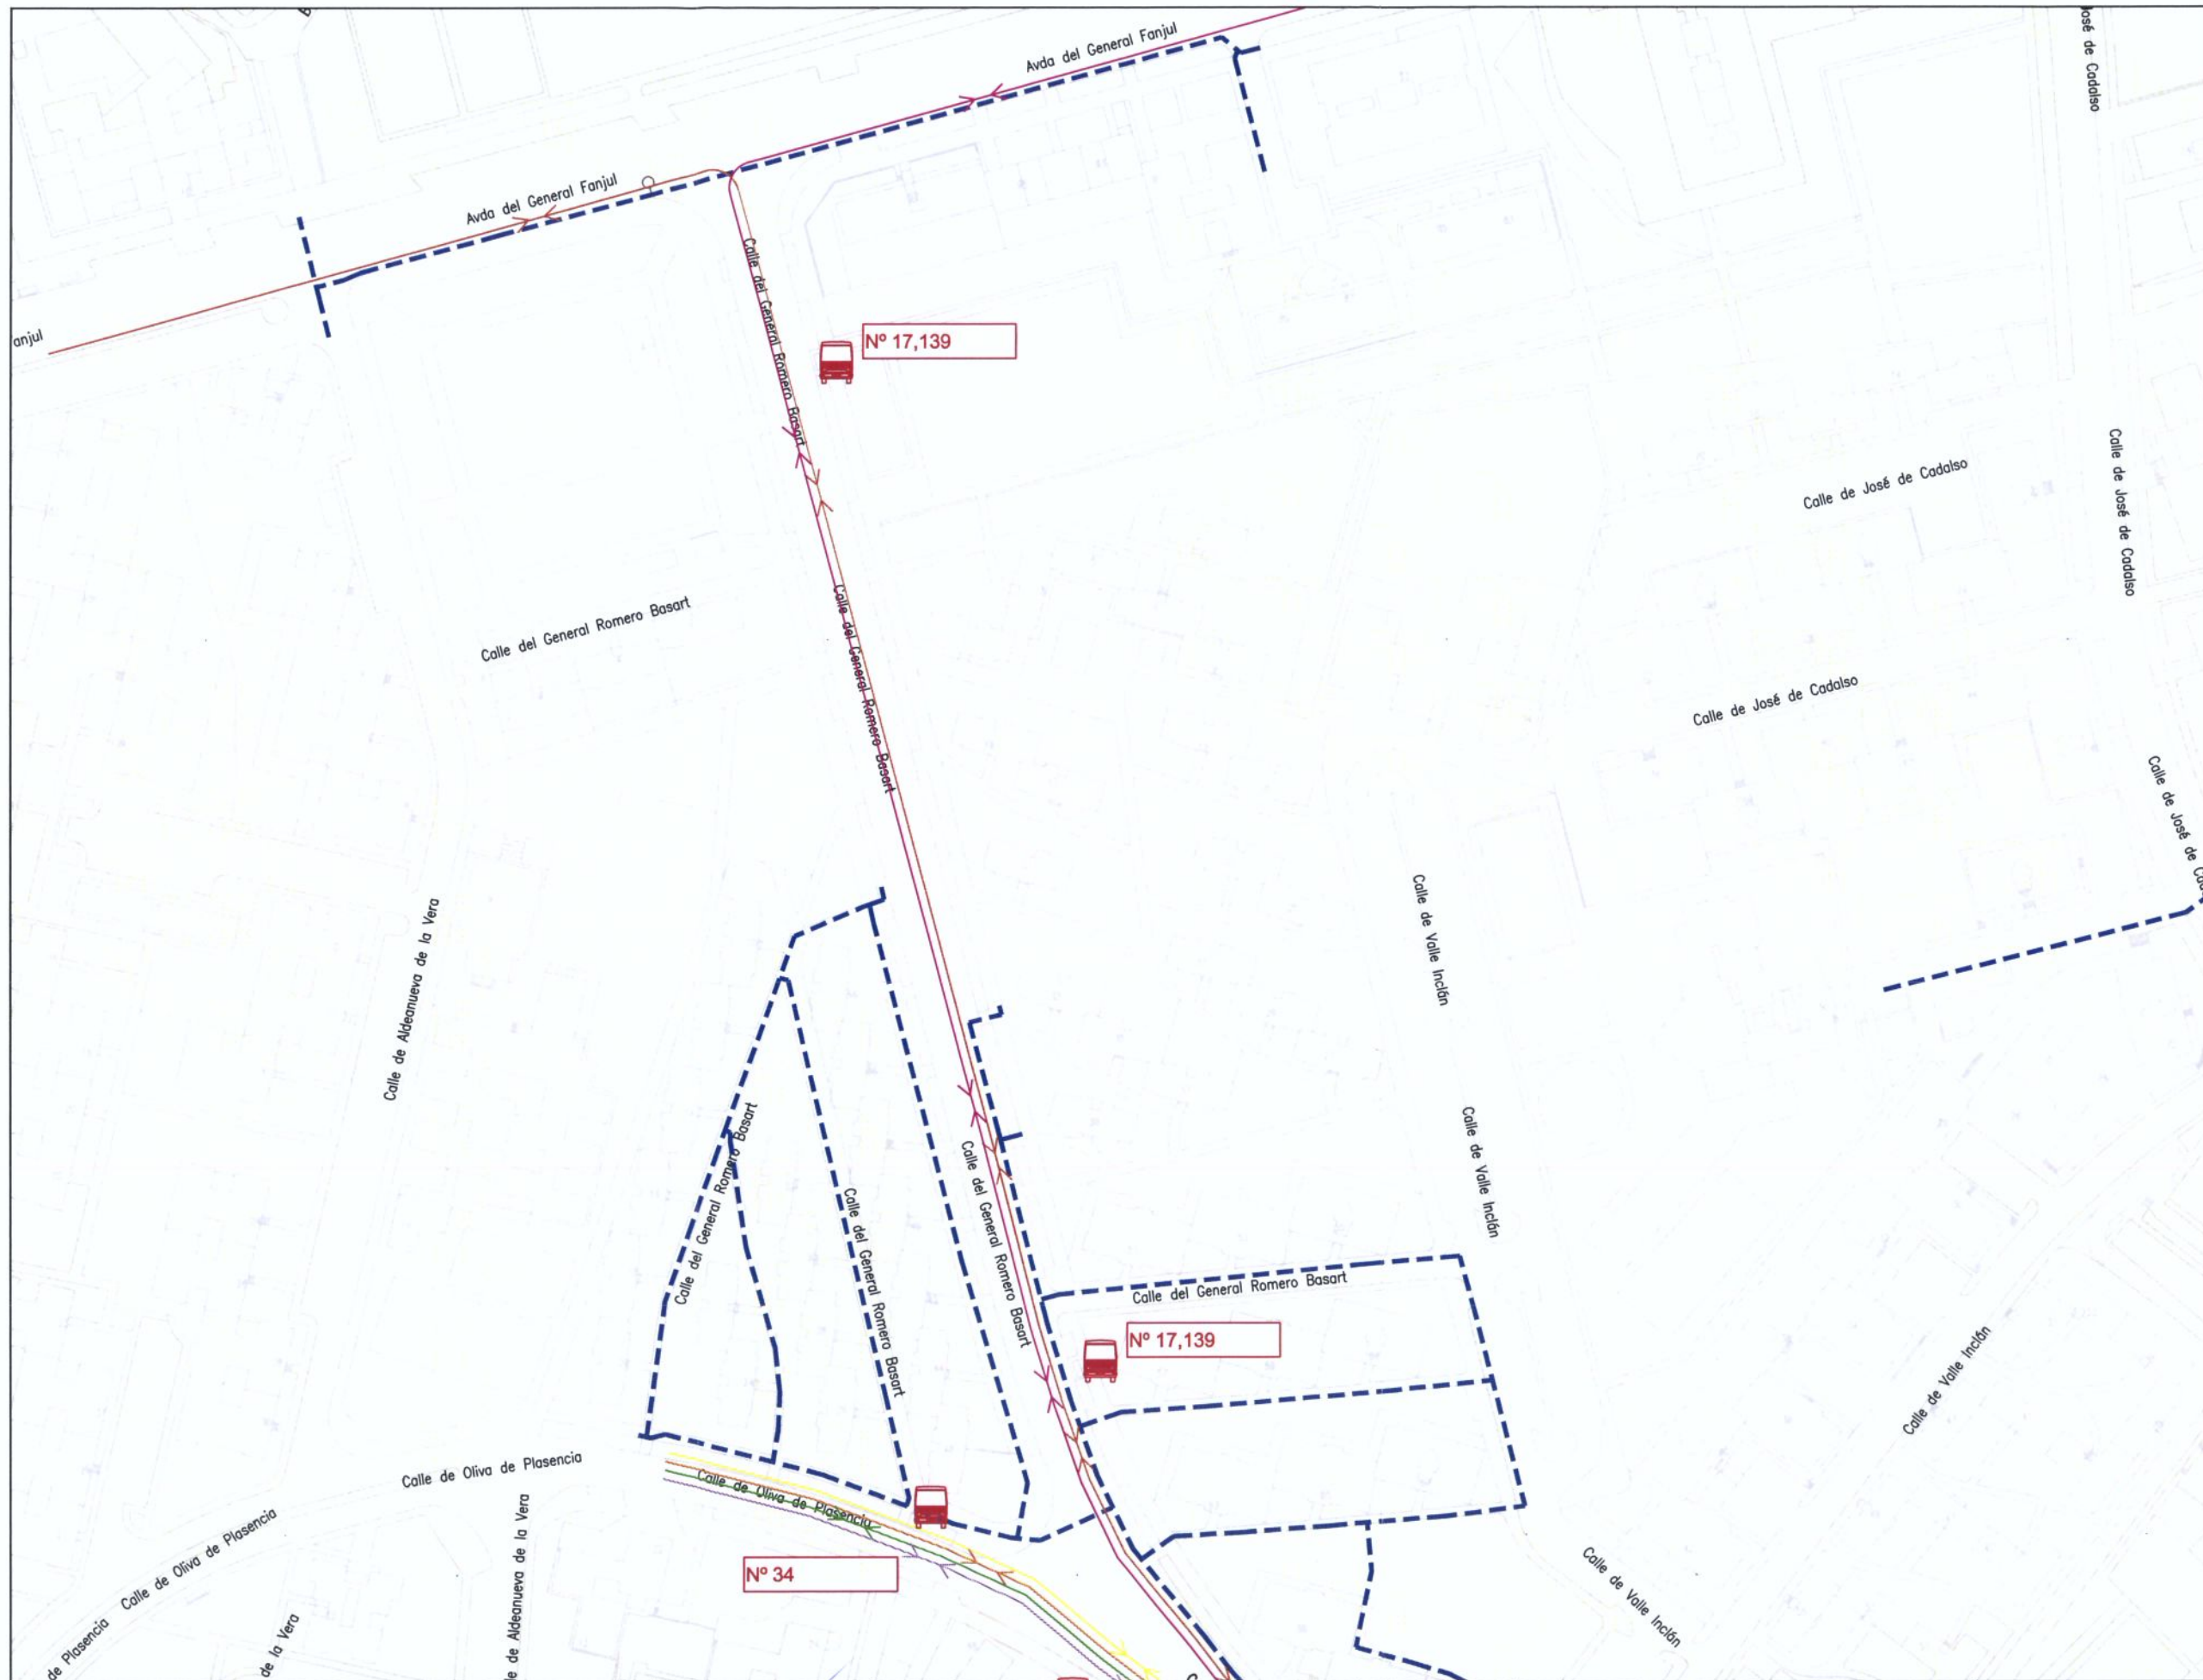 Avda del General Fanjul
José de Cadalso
Avda del General Fanjul
anjul
Calle del General Romero Basart
Nº 17,139
Calle de José de Cadalso
Calle de José de Cadalso
Calle del General Romero Basart
Calle del General Romero Basart
Calle de José de Cadalso
Calle de José de Cad
Calle de Aldeanueva de la Vera
Calle de Valle Inclán
Calle del General Romero Basart
Calle de Valle Inclán
Calle del General Romero Basart
Calle del General Romero Basart
Calle del General Romero Basart
Nº 17,139
Calle de Valle Inclán
Calle de Oliva de Plasencia
Calle de Oliva de Plasencia
Calle de Oliva de Plasencia
Nº 34
le de Aldeanueva de la Vera
Calle de Valle Inclán
de Plasencia
de la Vera